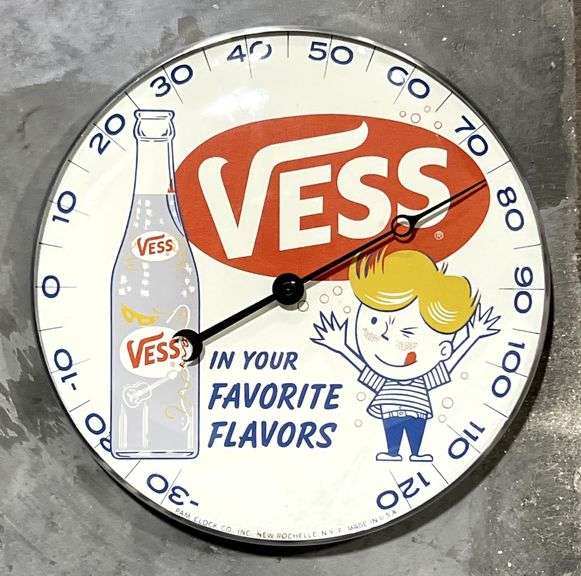 40 50
30 60
20 70
VESS®
10 80
VESS
0 90
VESS
IN YOUR
-10 100
FAVORITE
FLAVORS
-20 110
-30 120
PAM CLOCK CO. INC. NEW ROCHELLE, N.Y. MADE IN U.S.A.